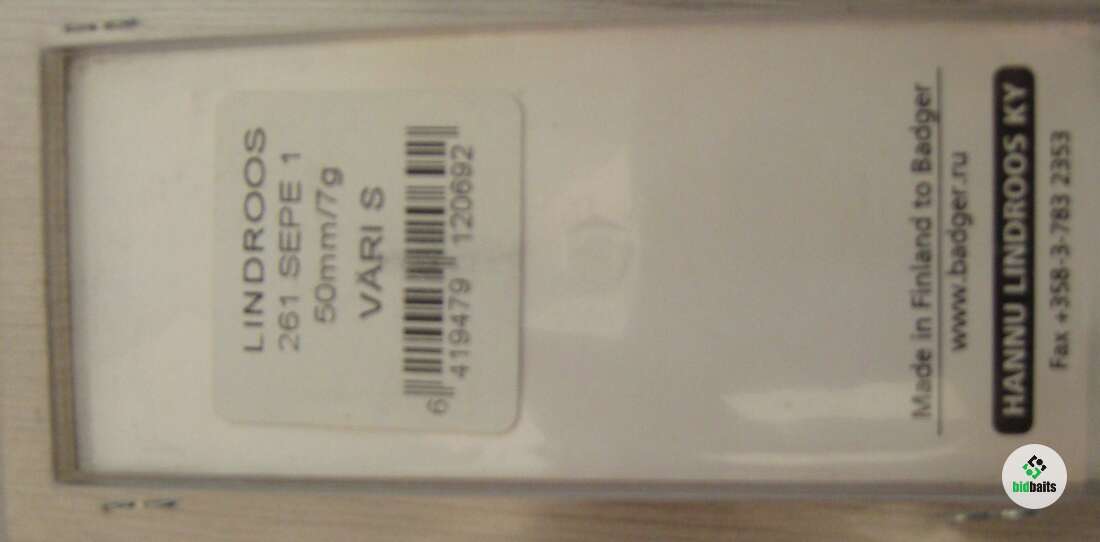 LINDROOS
261 SEPE 1
50mm/7g
VÄRI S
6 419479 120692
Made in Finland to Badger
www.badger.ru
HANNU LINDROOS KY
Fax +358-3-783 2353
bidbaits